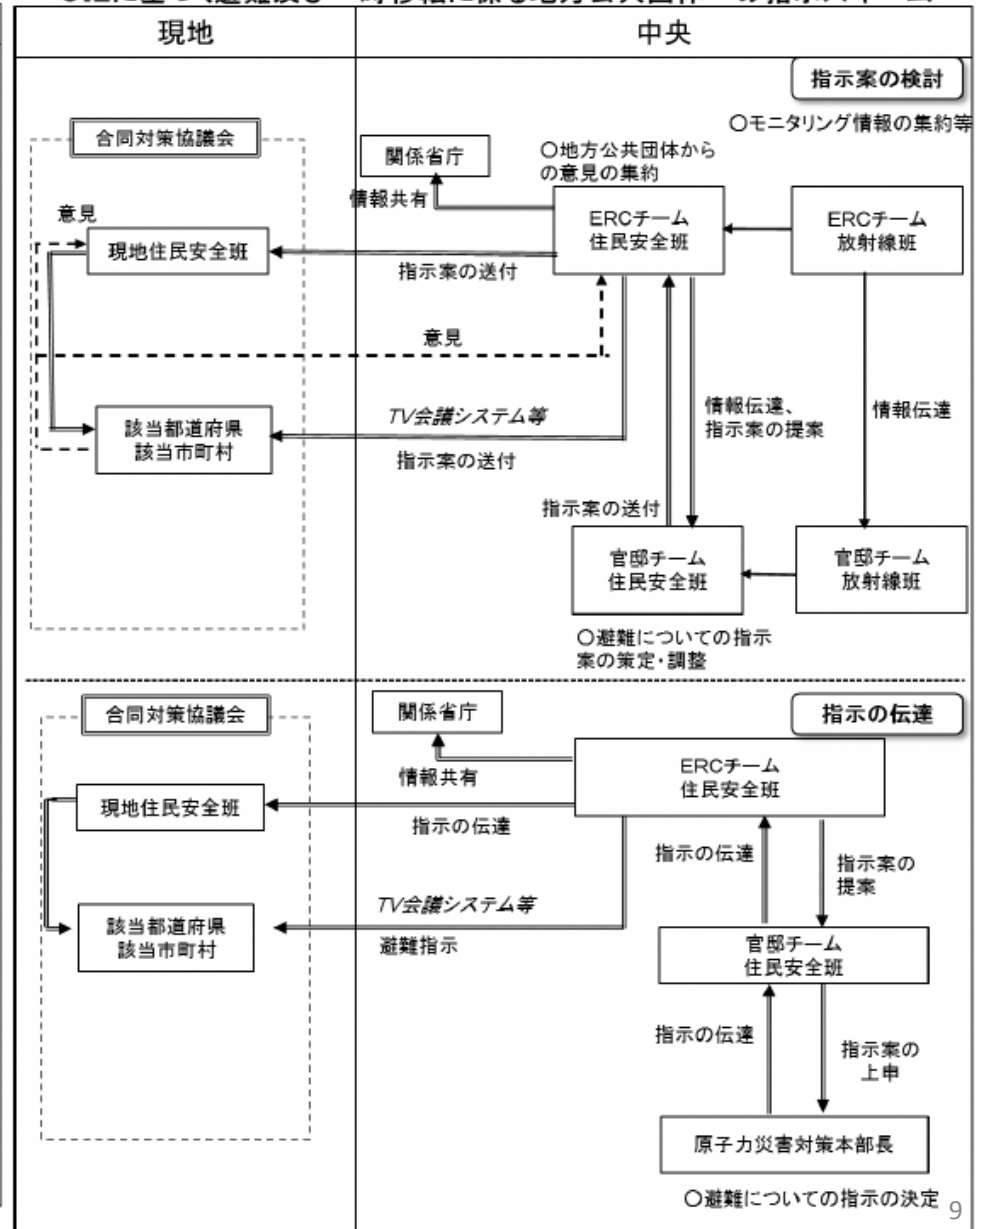 現地
中央
指示案の検討
○モニタリング情報の集約等
合同対策協議会
関係省庁
○地方公共団体から
の意見の集約
情報共有
意見
現地住民安全班
ERCチーム
住民安全班
ERCチーム
放射線班
指示案の送付
意見
該当都道府県
該当市町村
TV会議システム等
指示案の送付
情報伝達、
指示案の提案
情報伝達
指示案の送付
官邸チーム
住民安全班
官邸チーム
放射線班
○避難についての指示
案の策定・調整
合同対策協議会
関係省庁
指示の伝達
情報共有
ERCチーム
住民安全班
現地住民安全班
指示の伝達
指示の伝達
指示案の
提案
該当都道府県
該当市町村
TV会議システム等
避難指示
官邸チーム
住民安全班
指示の伝達
指示案の
上申
原子力災害対策本部長
○避難についての指示の決定
9